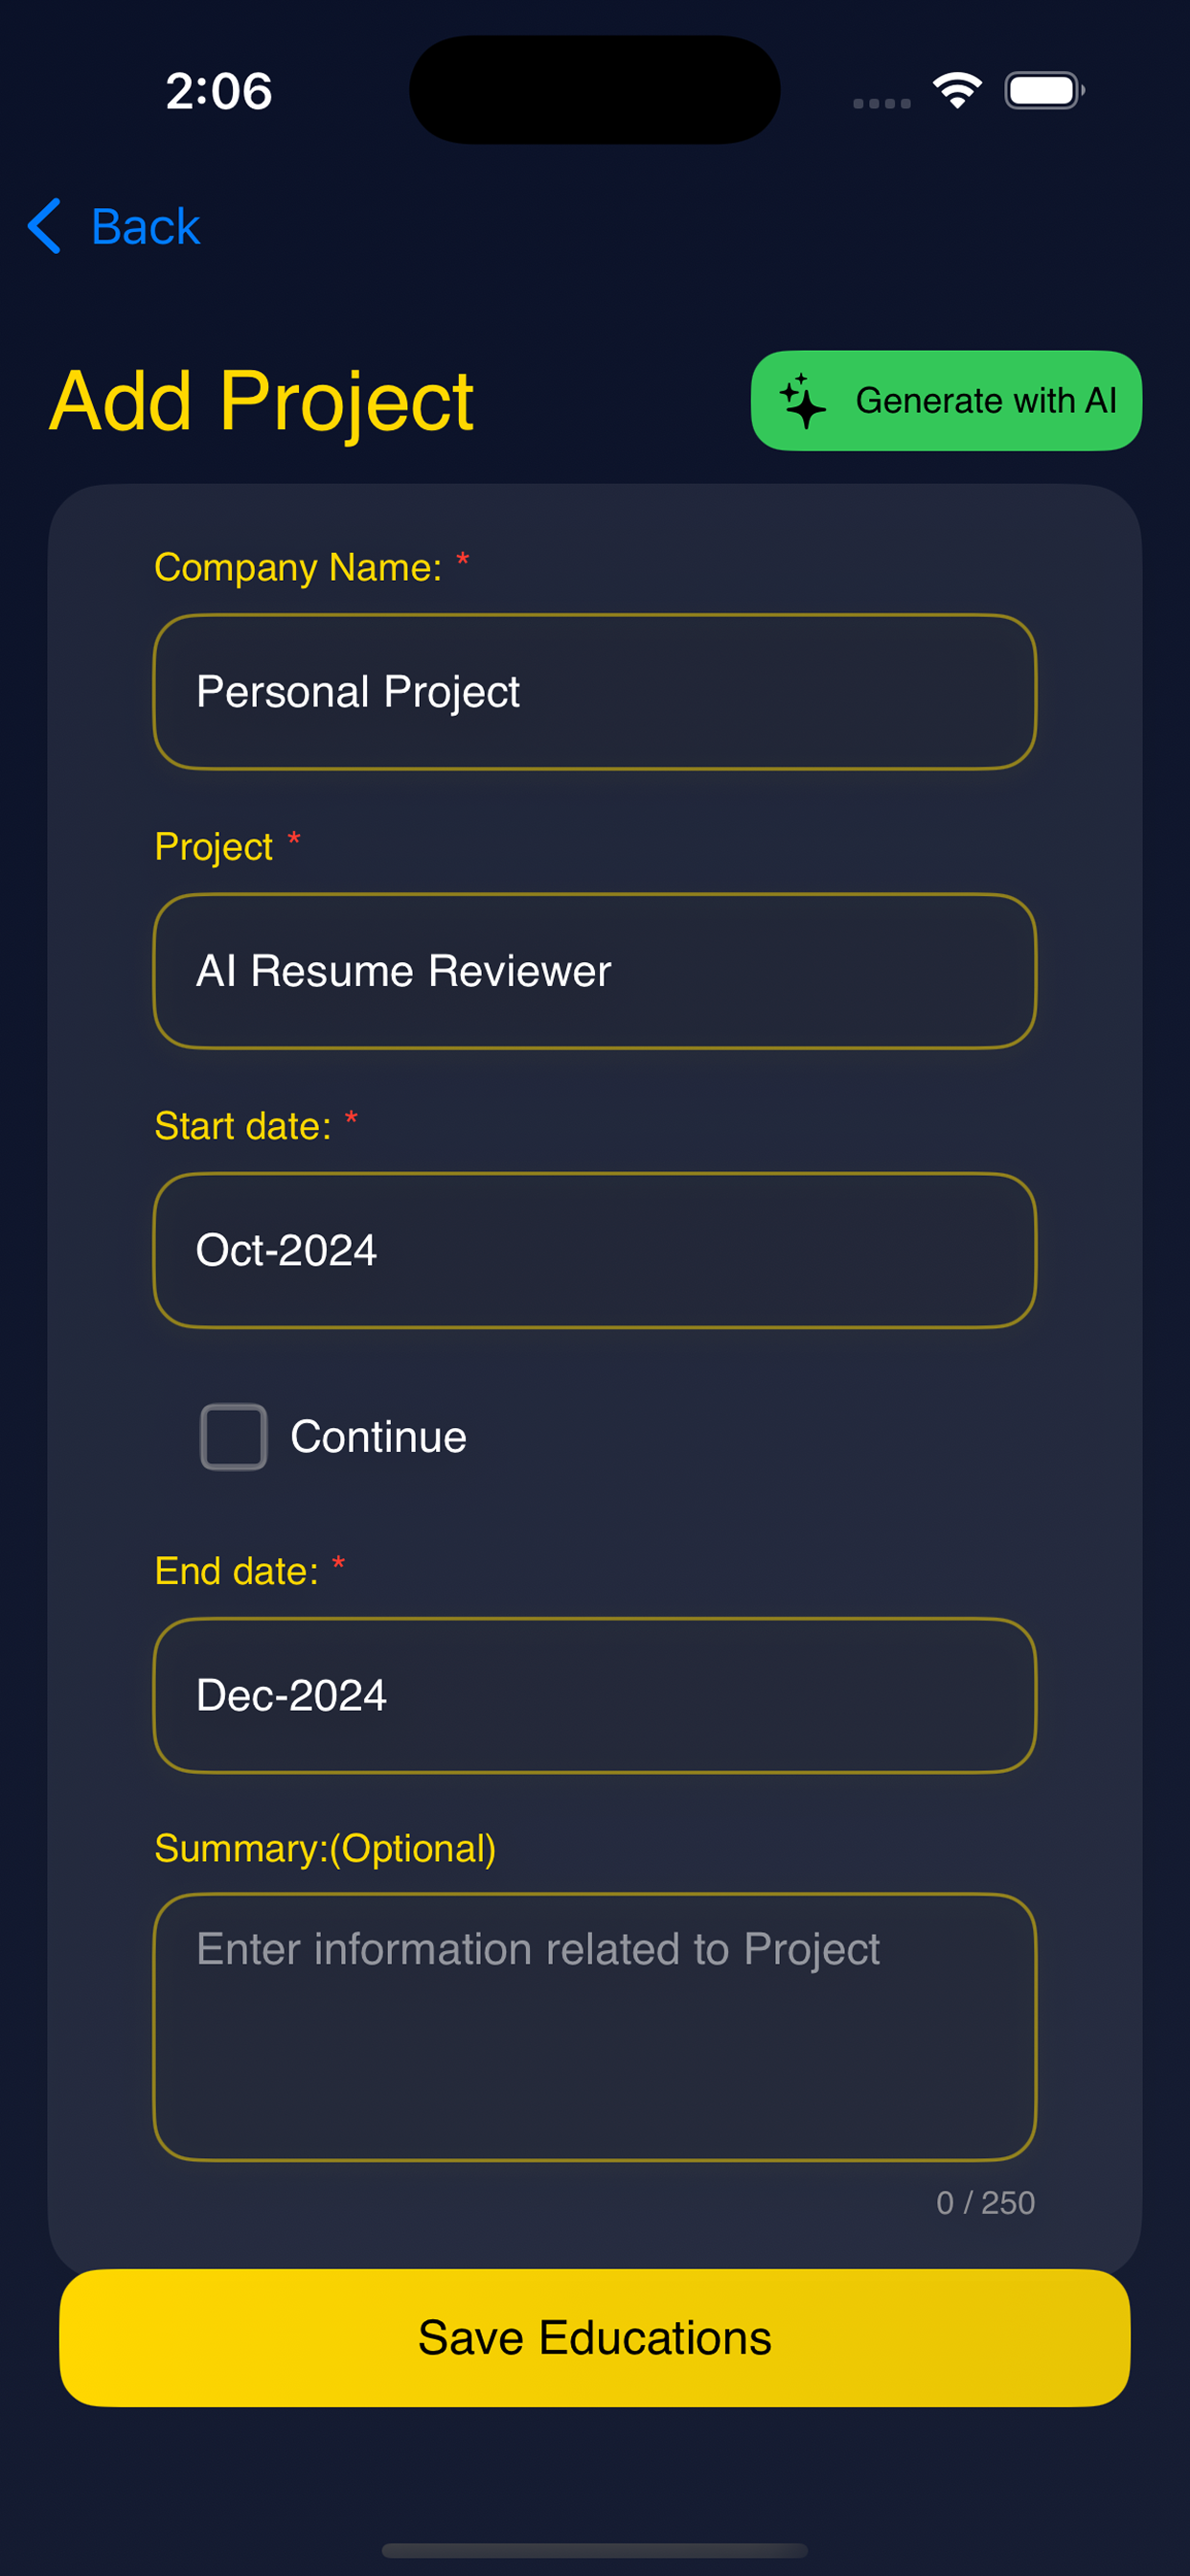 2:06
Back
Add Project
Generate with AI
Company Name: *
Personal Project
Project *
AI Resume Reviewer
Start date: *
Oct-2024
Continue
End date: *
Dec-2024
Summary:(Optional)
Enter information related to Project
0 / 250
Save Educations